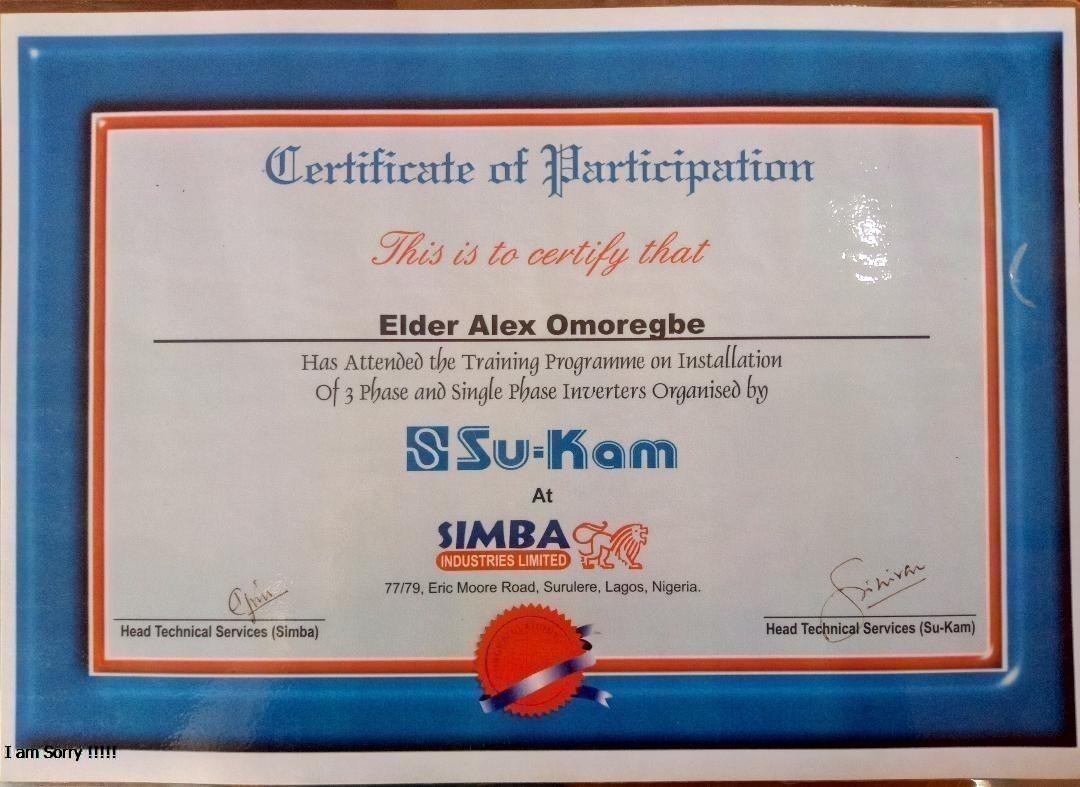 Certificate of Participation
This is to certify that
Elder Alex Omoregbe
Has Attended the Training Programme on Installation
Of 3 Phase and Single Phase Inverters Organised by
Su-Kam
At
SIMBA
INDUSTRIES LIMITED
77/79, Eric Moore Road, Surulere, Lagos, Nigeria.
Head Technical Services (Simba)
Head Technical Services (Su-Kam)
I am Sorry !!!!!